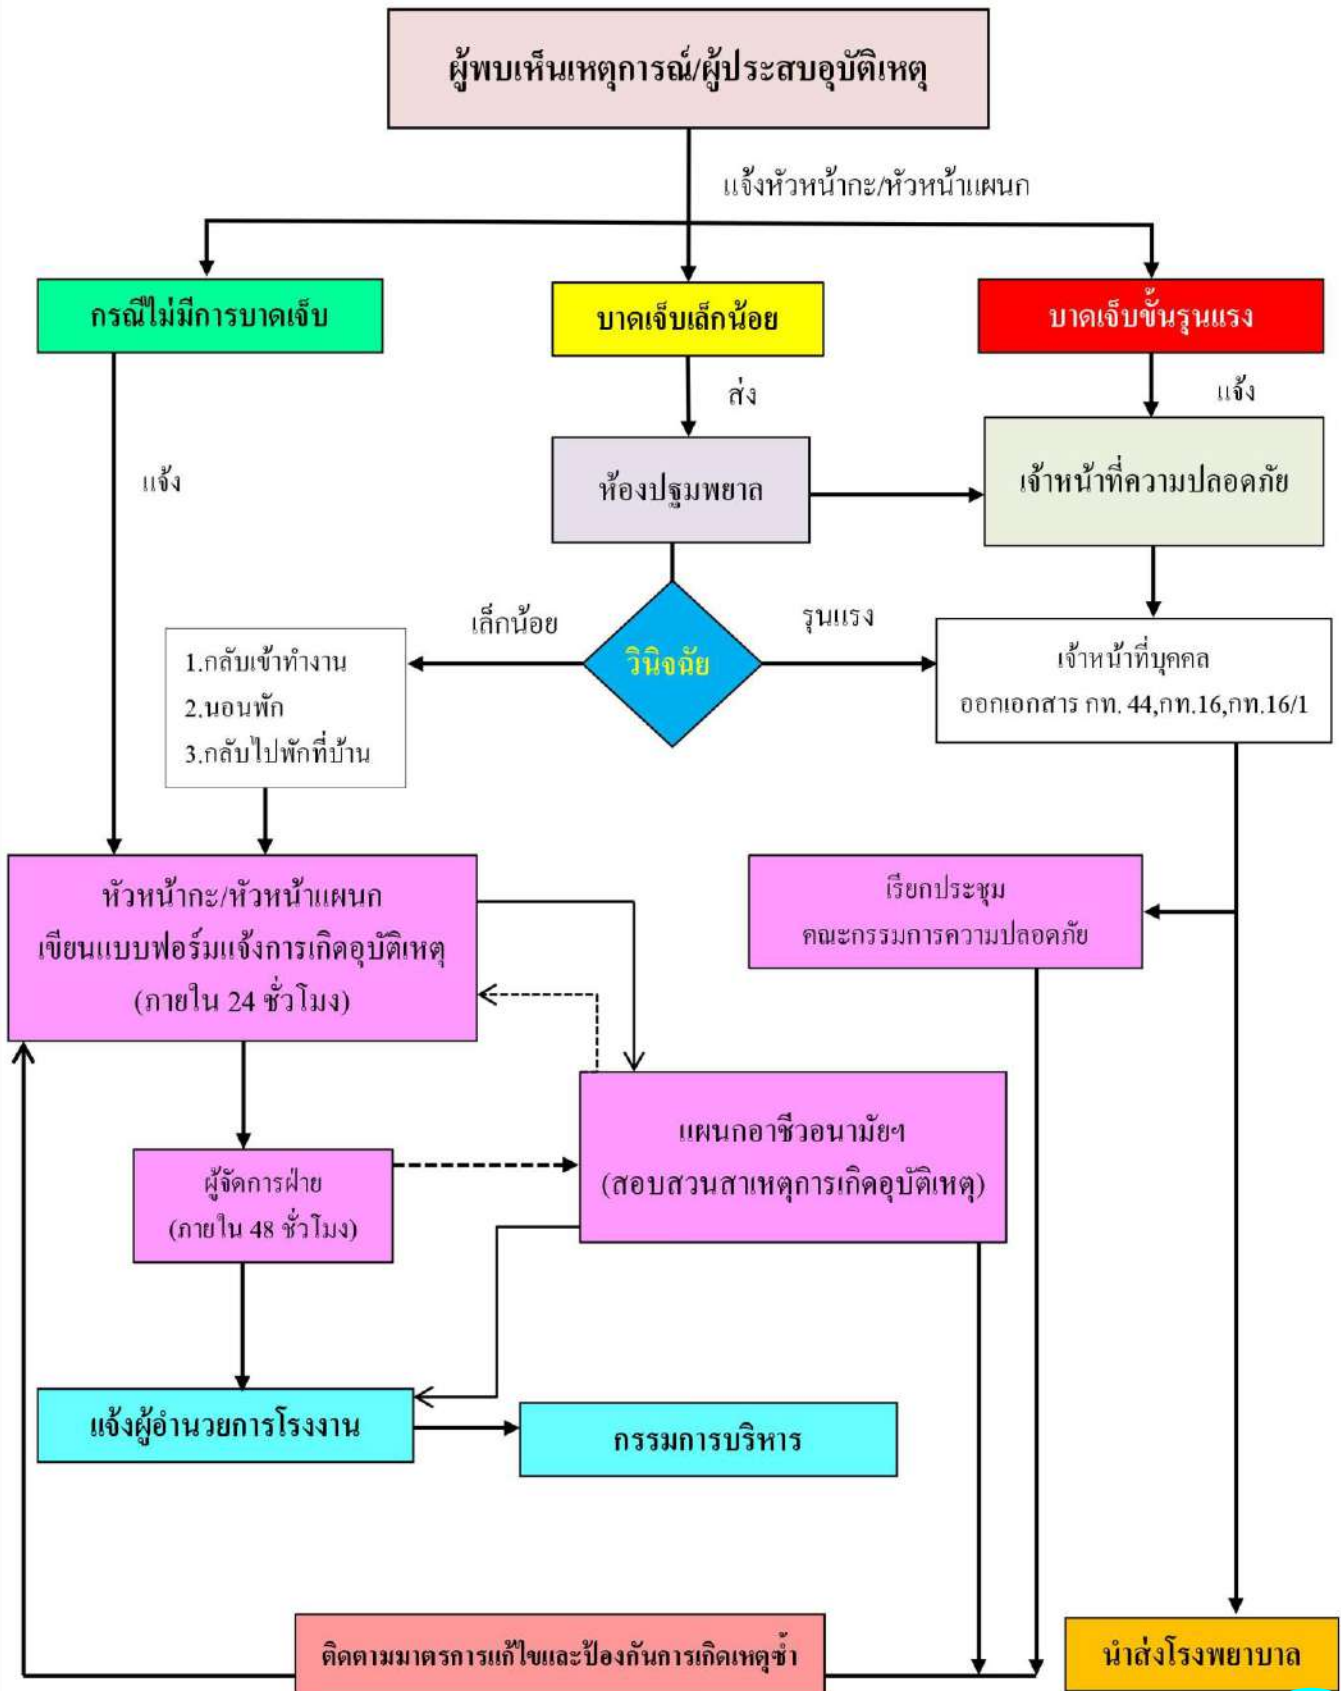 ผู้พบเห็นเหตุการณ์/ผู้ประสบอุบัติเหตุ
แจ้งหัวหน้ากะ/หัวหน้าแผนก
กรณีไม่มีการบาดเจ็บ
บาดเจ็บเล็กน้อย
บาดเจ็บขั้นรุนแรง
ส่ง
แจ้ง
แจ้ง
ห้องปฐมพยาล
เจ้าหน้าที่ความปลอดภัย
เล็กน้อย
รุนแรง
วินิจฉัย
1.กลับเข้าทำงาน
2.นอนพัก
3.กลับไปพักที่บ้าน
เจ้าหน้าที่บุคคล
ออกเอกสาร กท. 44,กท.16,กท.16/1
หัวหน้ากะ/หัวหน้าแผนก
เขียนแบบฟอร์มแจ้งการเกิดอุบัติเหตุ
(ภายใน 24 ชั่วโมง)
เรียกประชุม
คณะกรรมการความปลอดภัย
แผนกอาชีวอนามัยฯ
(สอบสวนสาเหตุการเกิดอุบัติเหตุ)
ผู้จัดการฝ่าย
(ภายใน 48 ชั่วโมง)
แจ้งผู้อำนวยการโรงงาน
กรรมการบริหาร
ติดตามมาตรการแก้ไขและป้องกันการเกิดเหตุซ้ำ
นำส่งโรงพยาบาล